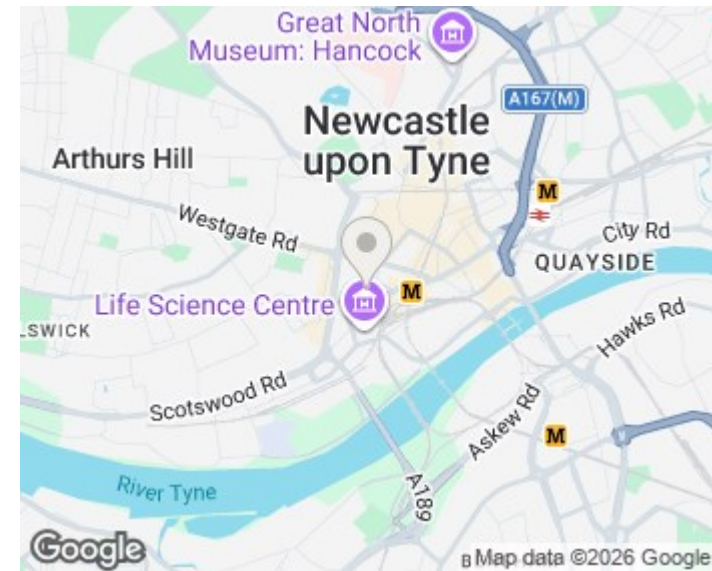 Great North
Museum: Hancock
A167(M)
Newcastle
upon Tyne
Arthurs Hill
M
Westgate Rd
City Rd
QUAYSIDE
M
Life Science Centre
LSWICK
Hawks Rd
Scotswood Rd
Askew Rd
M
River Tyne
A189
Google
B
Map data ©2026 Google